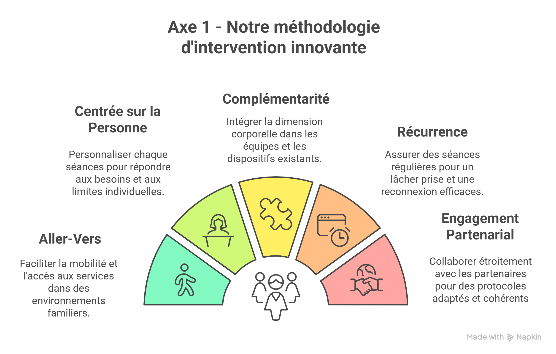 Axe 1 - Notre méthodologie
d'intervention innovante
Aller-Vers
Faciliter la mobilité et
l'accès aux services
dans des
environnements
familiers.
Centrée sur la
Personne
Personnaliser chaque
séances pour répondre
aux besoins et aux
limites individuelles.
Complémentarité
Intégrer la dimension
corporelle dans les
équipes et les
dispositifs existants.
Récurrence
Assurer des séances
régulières pour un
lâcher prise et une
reconnexion efficaces.
Engagement
Partenarial
Collaborer étroitement
avec les partenaires
pour des protocoles
adaptés et cohérents
Made with Napkin